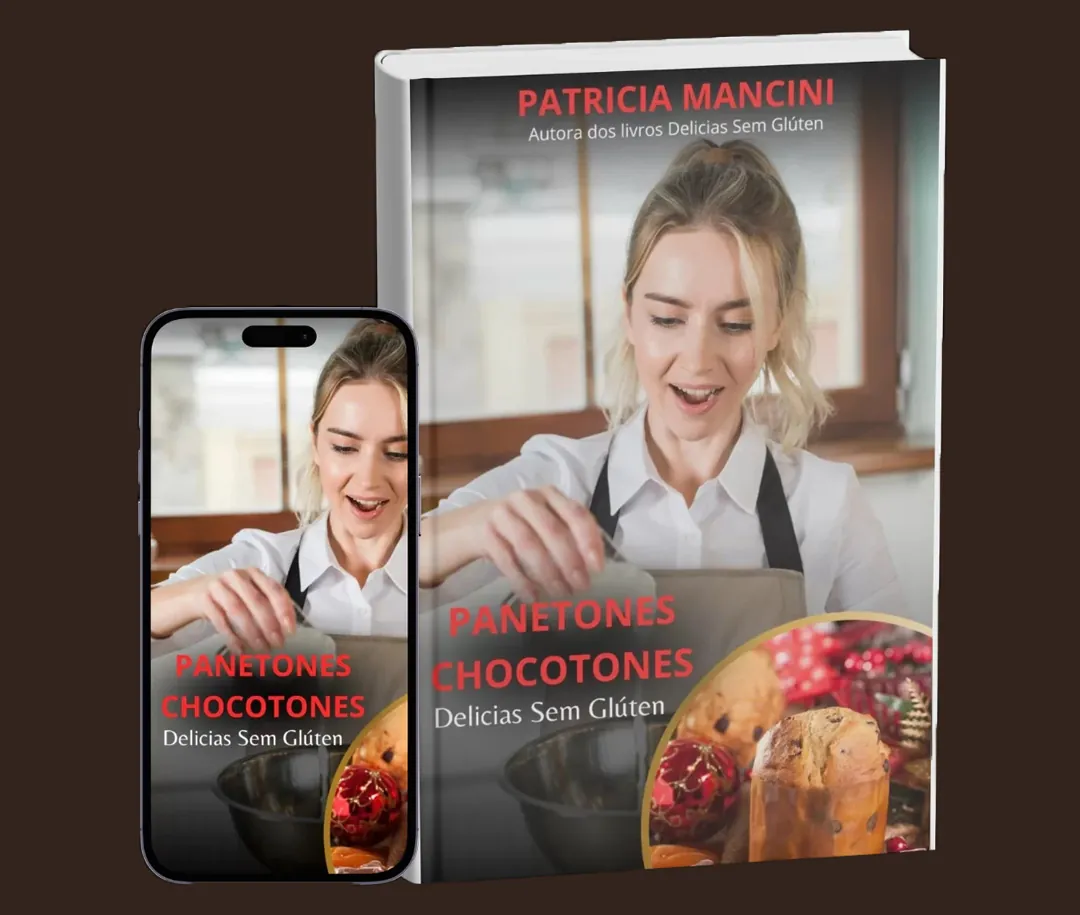 PATRICIA MANCINI
Autora dos livros Delicias Sem Glúten
PANETONES
CHOCOTONES
Delicias Sem Glúten
PANETONES
CHOCOTONES
Delicias Sem Glúten